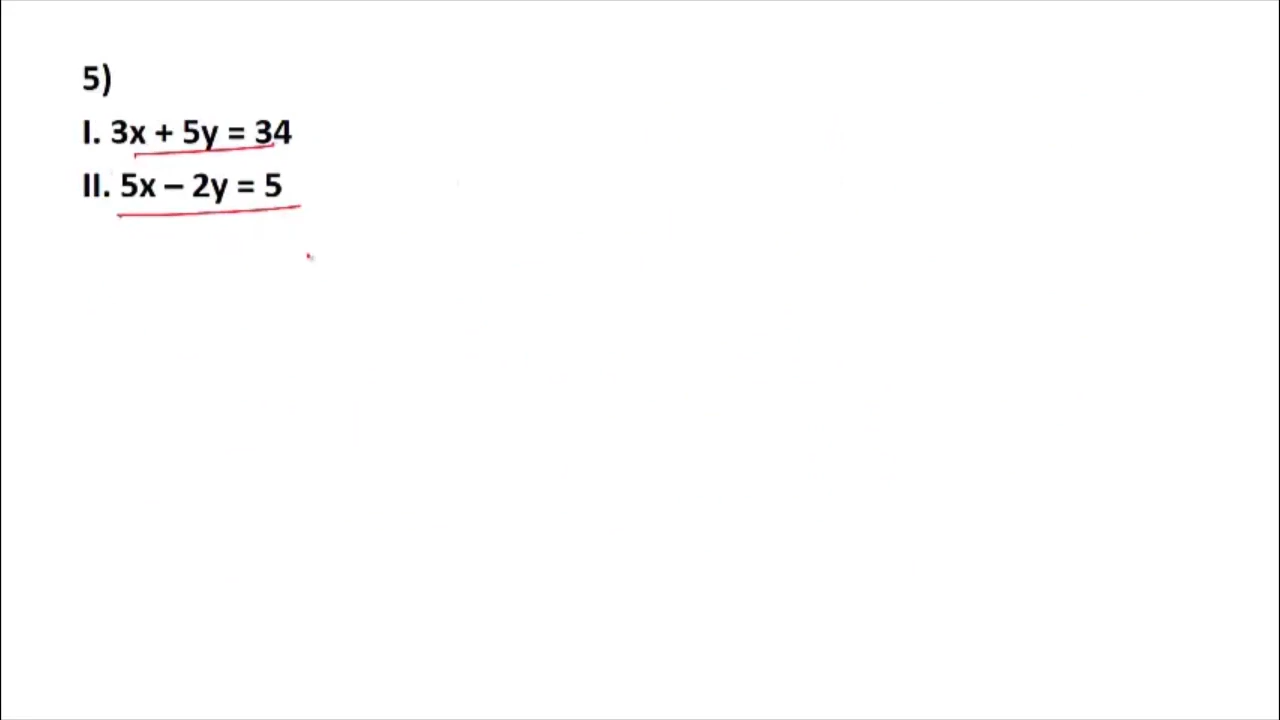 5)
I. 3x + 5y = 34
II. 5x – 2y = 5